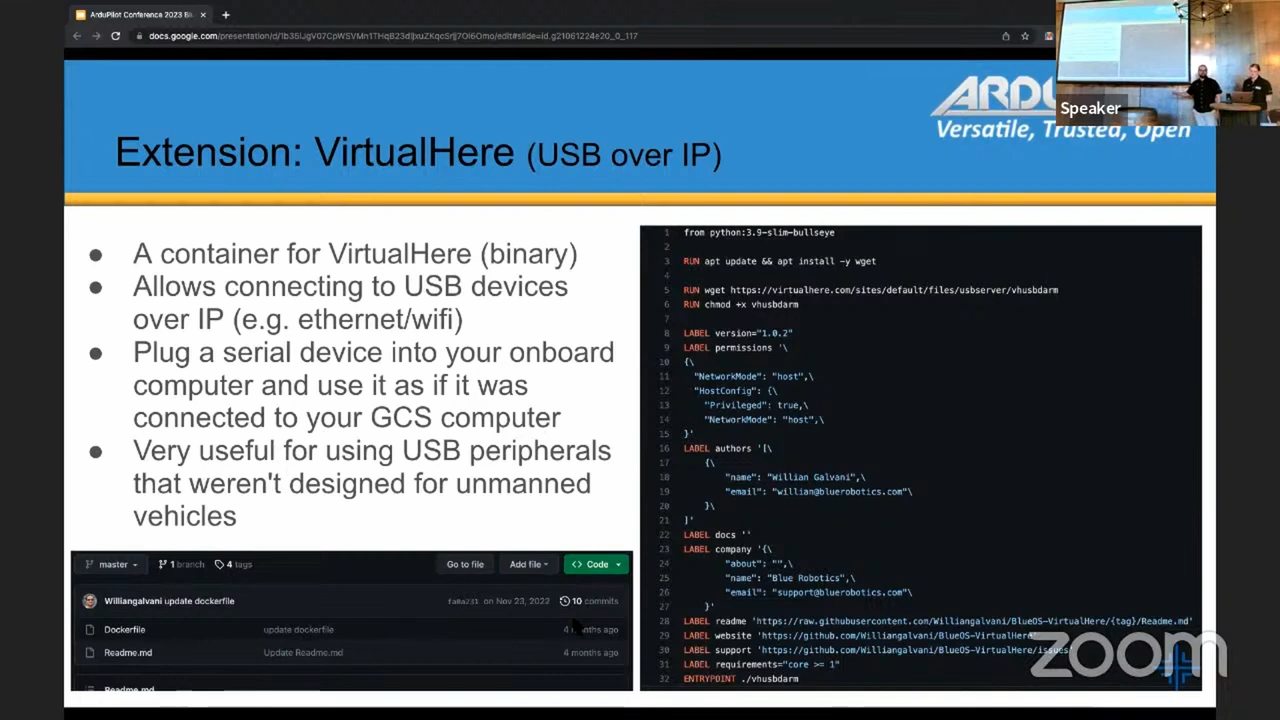 ArduPilot Conference 2023 Bl
docs.google.com/presentation/d/1b35lJgV07CpWSVMn1THqB23dljxuZKqcSrjj7Ol6Omo/edit#slide=id.g21061224e20_0_117
Speaker
ARDU
Versatile, Trusted, Open
Extension: VirtualHere (USB over IP)
● A container for VirtualHere (binary)
● Allows connecting to USB devices
over IP (e.g. ethernet/wifi)
● Plug a serial device into your onboard
computer and use it as if it was
connected to your GCS computer
● Very useful for using USB peripherals
that weren't designed for unmanned
vehicles
master 1 branch 4 tags Go to file Add file <> Code
Williangalvani update dockerfile on Nov 23, 2022 10 commits
Dockerfile update dockerfile 4 months ago
Readme.md Update Readme.md 4 months ago
Readme.md
1 from python:3.9-slim-bullseye
2
3 RUN apt update && apt install -y wget
4
5 RUN wget https://virtualhere.com/sites/default/files/usbserver/vhusbdarm
6 RUN chmod +x vhusbdarm
7
8 LABEL version="1.0.2"
9 LABEL permissions '\
10 {\
11 "NetworkMode": "host",\
12 "HostConfig": {\
13 "Privileged": true,\
14 "NetworkMode": "host",\
15 }'
16 LABEL authors '[\
17 {\
18 "name": "Willian Galvani",\
19 "email": "willian@bluerobotics.com"\
20 }\
21 ]'
22 LABEL docs ''
23 LABEL company '{\
24 "about": "",\
25 "name": "Blue Robotics",\
26 "email": "support@bluerobotics.com"\
27 }'
28 LABEL readme 'https://raw.githubusercontent.com/Williangalvani/BlueOS-VirtualHere/{tag}/Readme.md'
29 LABEL website 'https://github.com/Williangalvani/BlueOS-VirtualHere'
30 LABEL support 'https://github.com/Williangalvani/BlueOS-VirtualHere/issues'
31 LABEL requirements="core >= 1"
32 ENTRYPOINT ./vhusbdarm
zoom